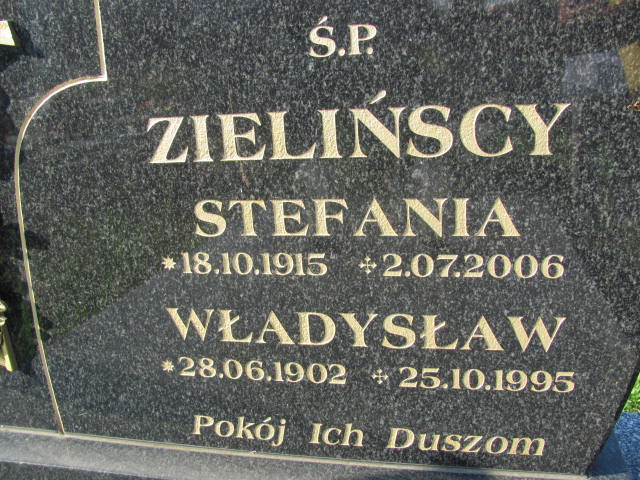 Ś.P.
ZIELIŃSCY
STEFANIA
*18.10.1915 ✢2.07.2006
WŁADYSŁAW
*28.06.1902 ✢25.10.1995
Pokój Ich Duszom